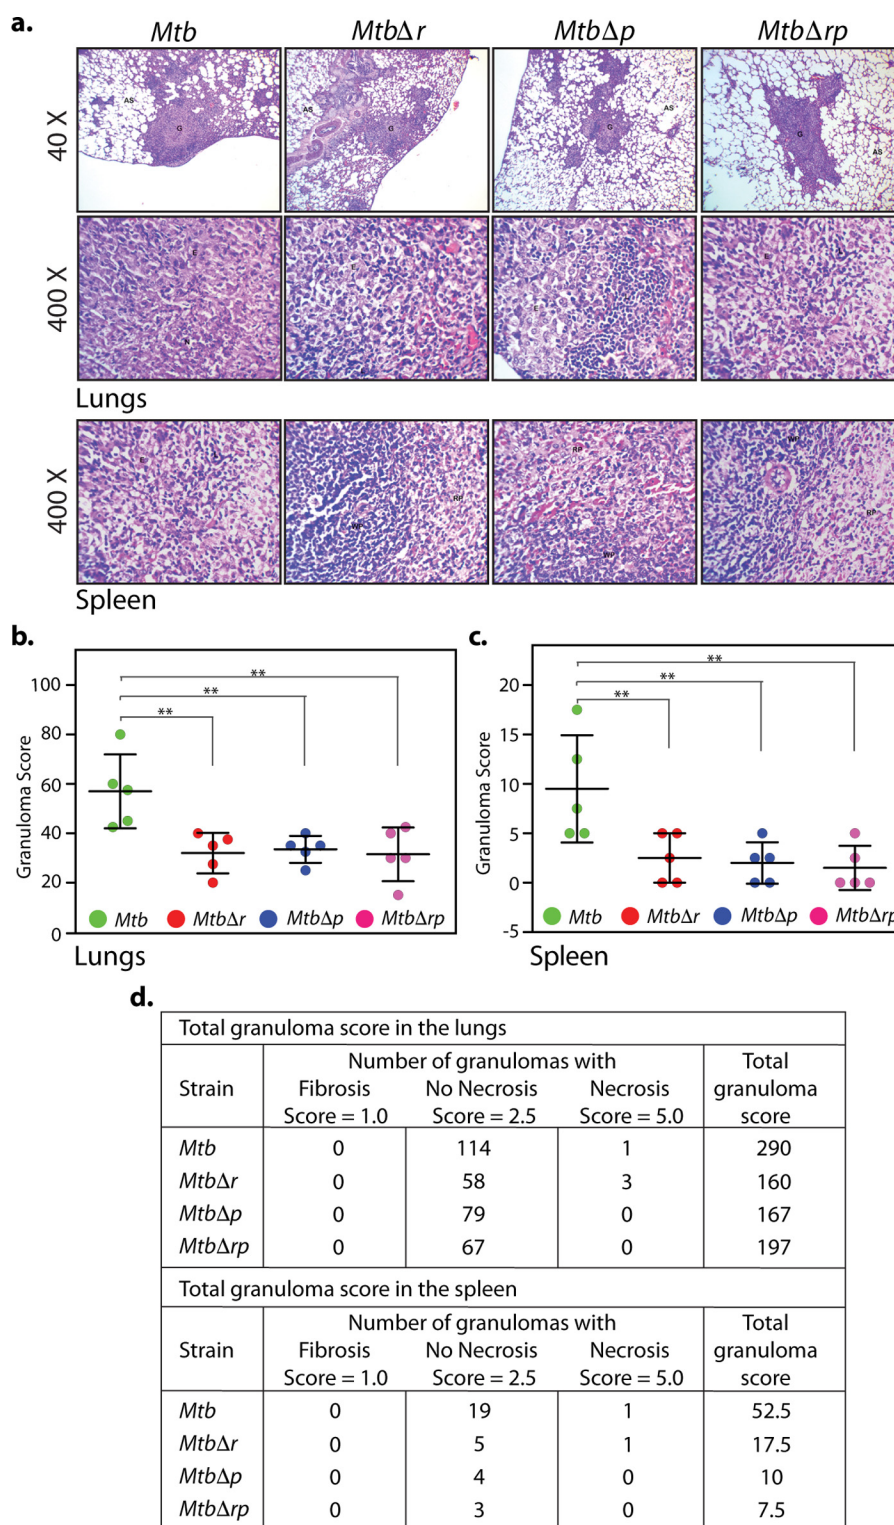 a.
Mtb MtbΔr MtbΔp MtbΔrp
40 X
AS G
AS G
AS G
G AS
400 X
E N
E
E
E
Lungs
400 X
E
WP RP
RP WP
WP RP
Spleen
b.
Granuloma Score
100
80
60
40
20
0
**
**
**
Mtb MtbΔr MtbΔp MtbΔrp
Lungs
c.
Granuloma Score
20
15
10
5
0
-5
**
**
**
Mtb MtbΔr MtbΔp MtbΔrp
Spleen
d.
Total granuloma score in the lungs
Number of granulomas with Total
Strain Fibrosis No Necrosis Necrosis granuloma
Score = 1.0 Score = 2.5 Score = 5.0 score
Mtb 0 114 1 290
MtbΔr 0 58 3 160
MtbΔp 0 79 0 167
MtbΔrp 0 67 0 197
Total granuloma score in the spleen
Number of granulomas with Total
Strain Fibrosis No Necrosis Necrosis granuloma
Score = 1.0 Score = 2.5 Score = 5.0 score
Mtb 0 19 1 52.5
MtbΔr 0 5 1 17.5
MtbΔp 0 4 0 10
MtbΔrp 0 3 0 7.5